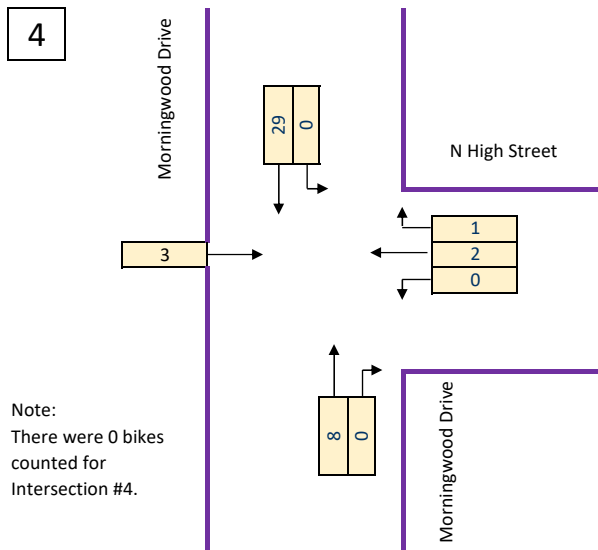 4
Morningwood Drive
29
0
N High Street
1
2
0
3
8
0
Note:
There were 0 bikes
counted for
Intersection #4.
Morningwood Drive